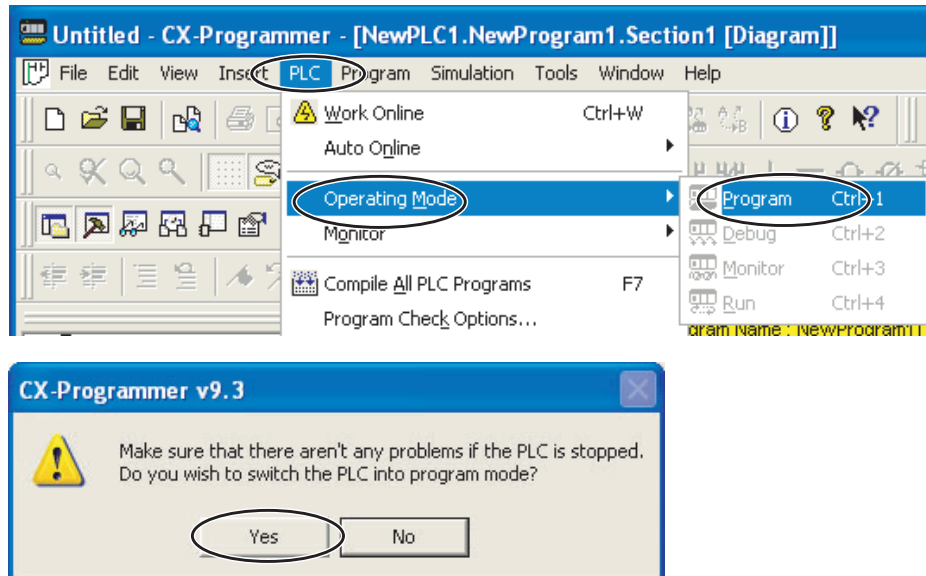 Untitled - CX-Programmer - [NewPLC1.NewProgram1.Section1 [Diagram]]
File Edit View Insert PLC Program Simulation Tools Window Help
Work Online Ctrl+W
Auto Online
Operating Mode
Program Ctrl+1
Monitor
Debug Ctrl+2
Monitor Ctrl+3
Compile All PLC Programs F7
Run Ctrl+4
Program Check Options...
gram Name : NewProgram1]
CX-Programmer v9.3
Make sure that there aren't any problems if the PLC is stopped.
Do you wish to switch the PLC into program mode?
Yes No